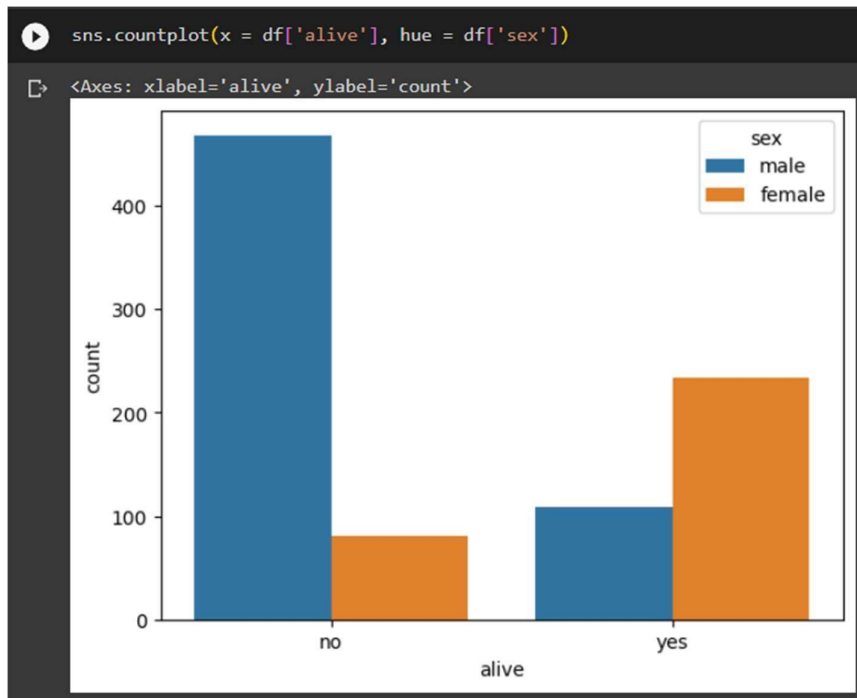 sns.countplot(x = df['alive'], hue = df['sex'])
<Axes: xlabel='alive', ylabel='count'>
sex
male
female
400
300
200
100
0
count
no yes
alive